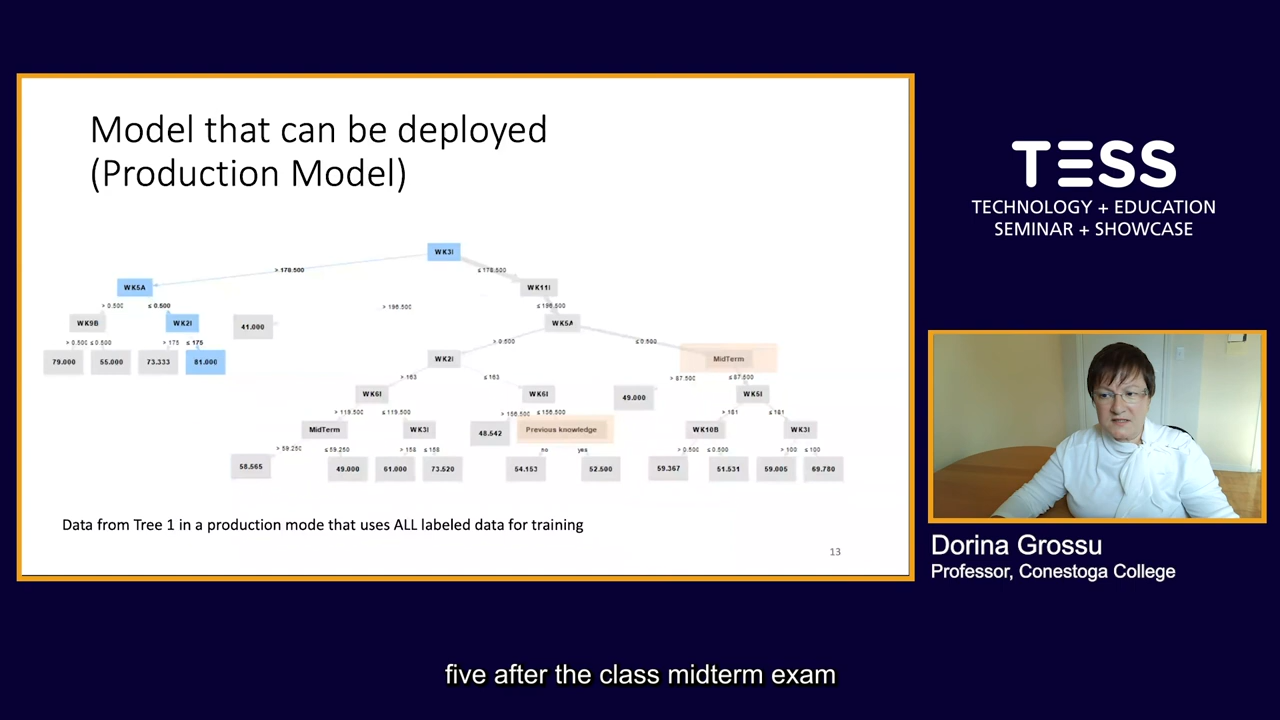 Model that can be deployed
(Production Model)
WK3I
> 178.500
≤ 178.500
WK5A
WK11I
> 0.500
≤ 0.500
> 196.500
≤ 196.500
WK9B
WK2I
41.000
WK5A
> 0.500
≤ 0.500
> 175
≤ 175
> 0.500
≤ 0.500
79.000
55.000
73.333
81.000
WK2I
MidTerm
> 163
≤ 163
> 87.500
≤ 87.500
WK6I
WK6I
49.000
WK5I
> 119.500
≤ 119.500
> 156.500
≤ 156.500
> 181
≤ 181
MidTerm
WK3I
48.542
Previous knowledge
WK10B
WK3I
> 59.250
≤ 59.250
> 158
≤ 158
no
yes
> 0.500
≤ 0.500
> 100
≤ 100
58.565
49.000
61.000
73.520
54.153
52.500
59.367
51.531
59.005
69.780
Data from Tree 1 in a production mode that uses ALL labeled data for training
13
TESS
TECHNOLOGY + EDUCATION
SEMINAR + SHOWCASE
Dorina Grossu
Professor, Conestoga College
five after the class midterm exam